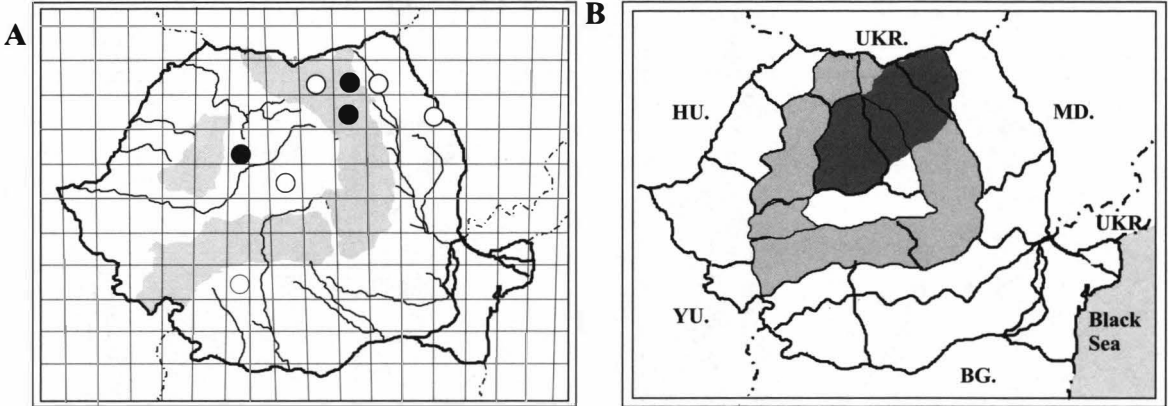 A
B
UKR.
HU.
MD.
UKR.
YU.
Black
Sea
BG.